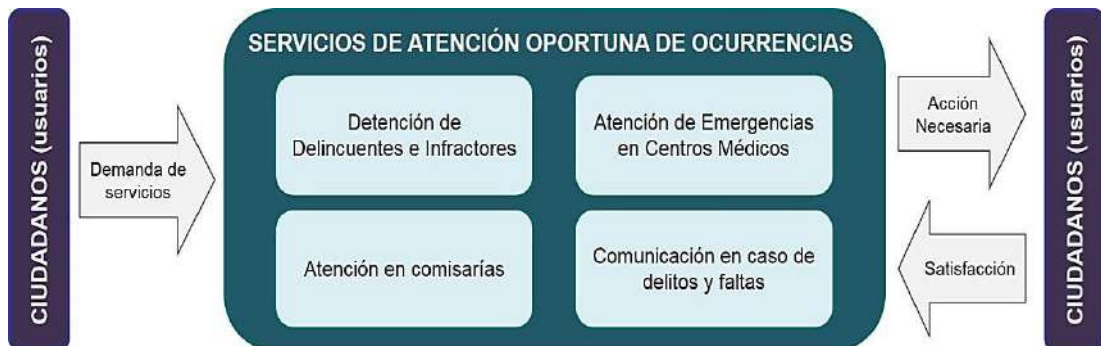 CIUDADANOS (usuarios)
Demanda de
servicios
SERVICIOS DE ATENCIÓN OPORTUNA DE OCURRENCIAS
Detención de
Delincuentes e Infractores
Atención de Emergencias
en Centros Médicos
Atención en comisarías
Comunicación en caso de
delitos y faltas
Acción
Necesaria
Satisfacción
CIUDADANOS (usuarios)